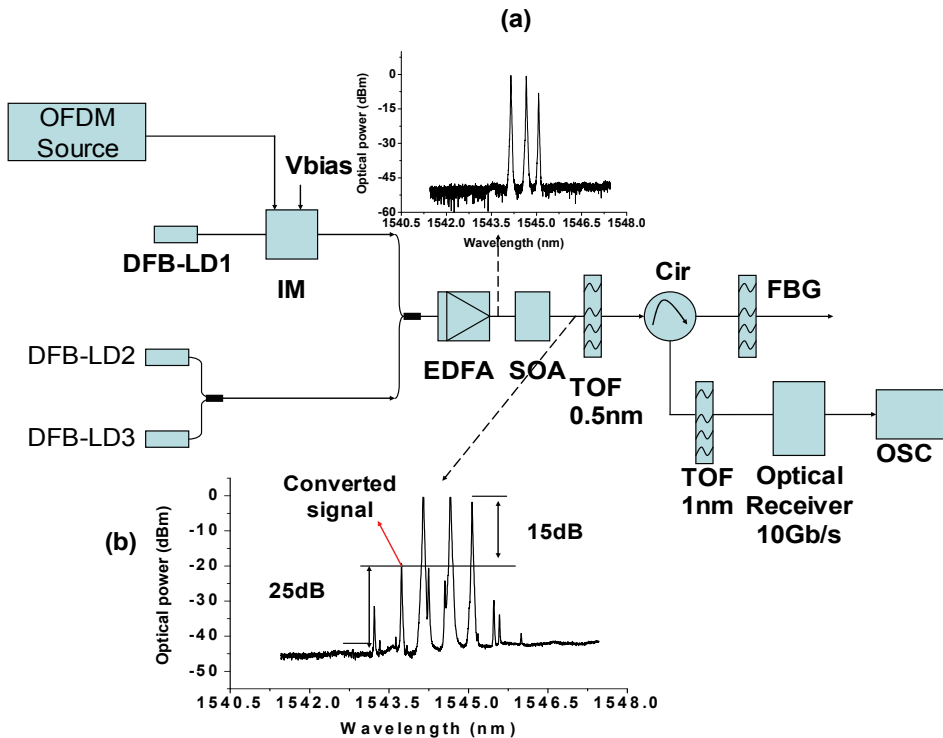 (a)
Optical power (dBm)
0
-15
-30
-45
-60
1540.5 1542.0 1543.5 1545.0 1546.5 1548.0
Wavelength (nm)
OFDM
Source
Vbias
DFB-LD1
IM
DFB-LD2
DFB-LD3
EDFA
SOA
TOF
0.5nm
Cir
FBG
TOF
1nm
Optical
Receiver
10Gb/s
OSC
(b)
Converted
signal
15dB
25dB
Optical power (dBm)
0
-10
-20
-30
-40
-50
1540.5 1542.0 1543.5 1545.0 1546.5 1548.0
Wavelength (nm)